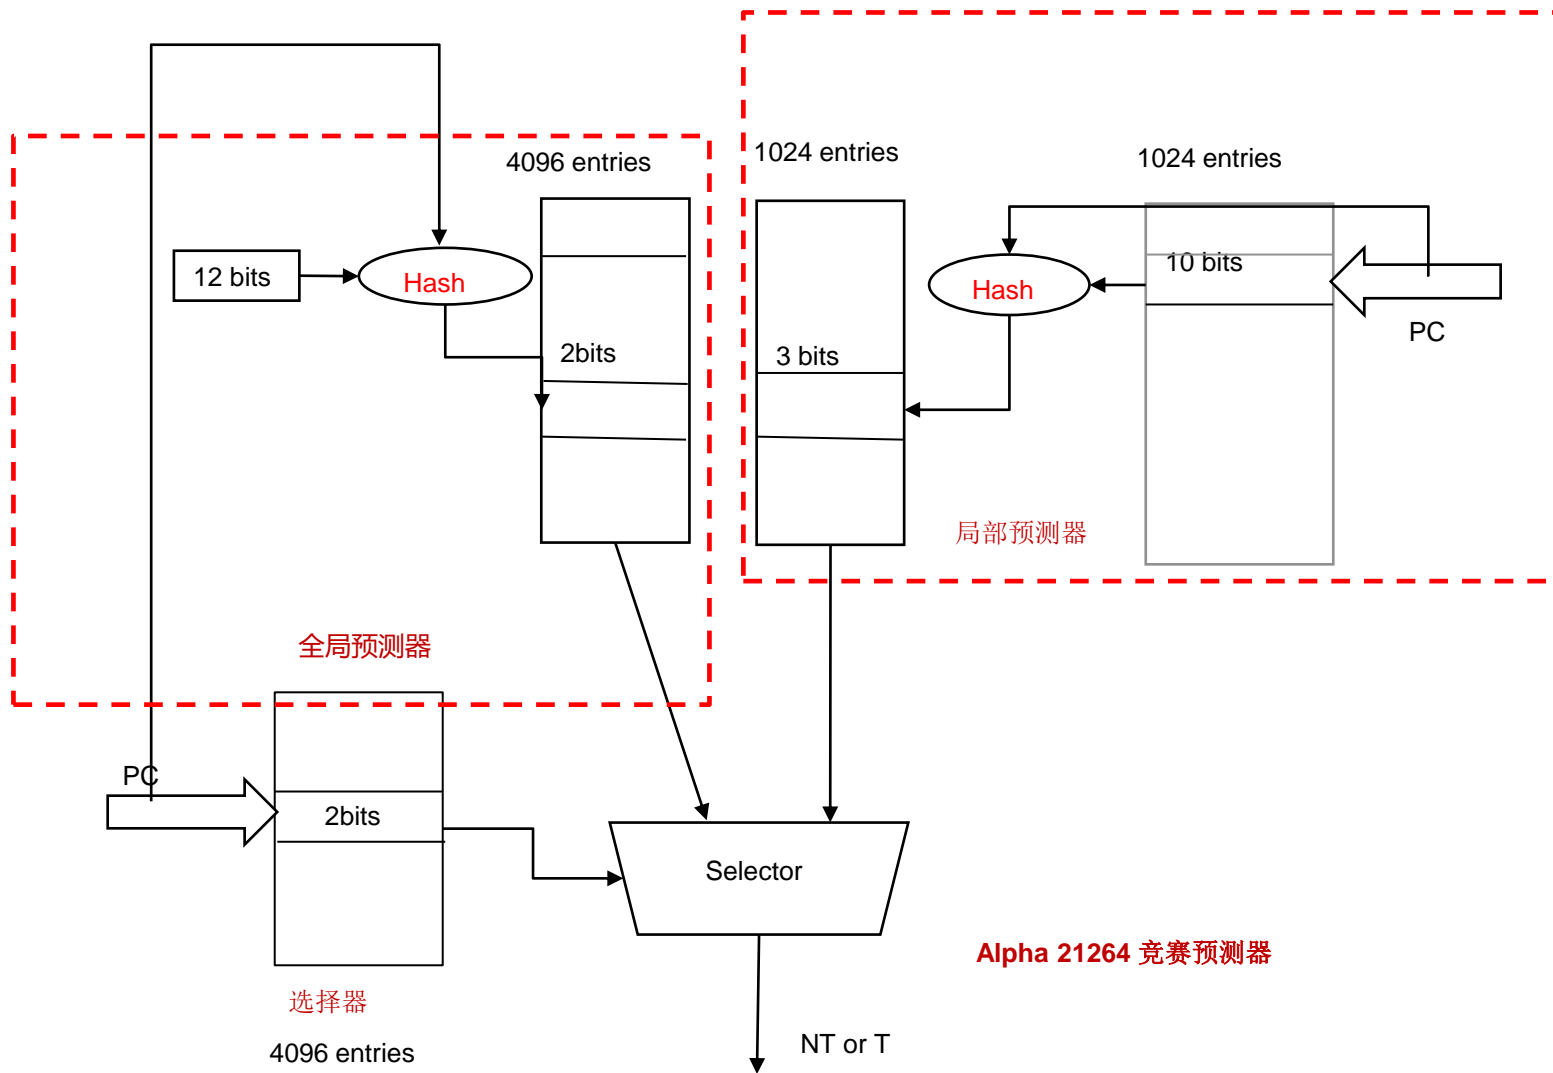 4096 entries
1024 entries
1024 entries
12 bits
Hash
2bits
3 bits
Hash
10 bits
PC
局部预测器
全局预测器
PC
2bits
Selector
Alpha 21264 竞赛预测器
选择器
4096 entries
NT or T